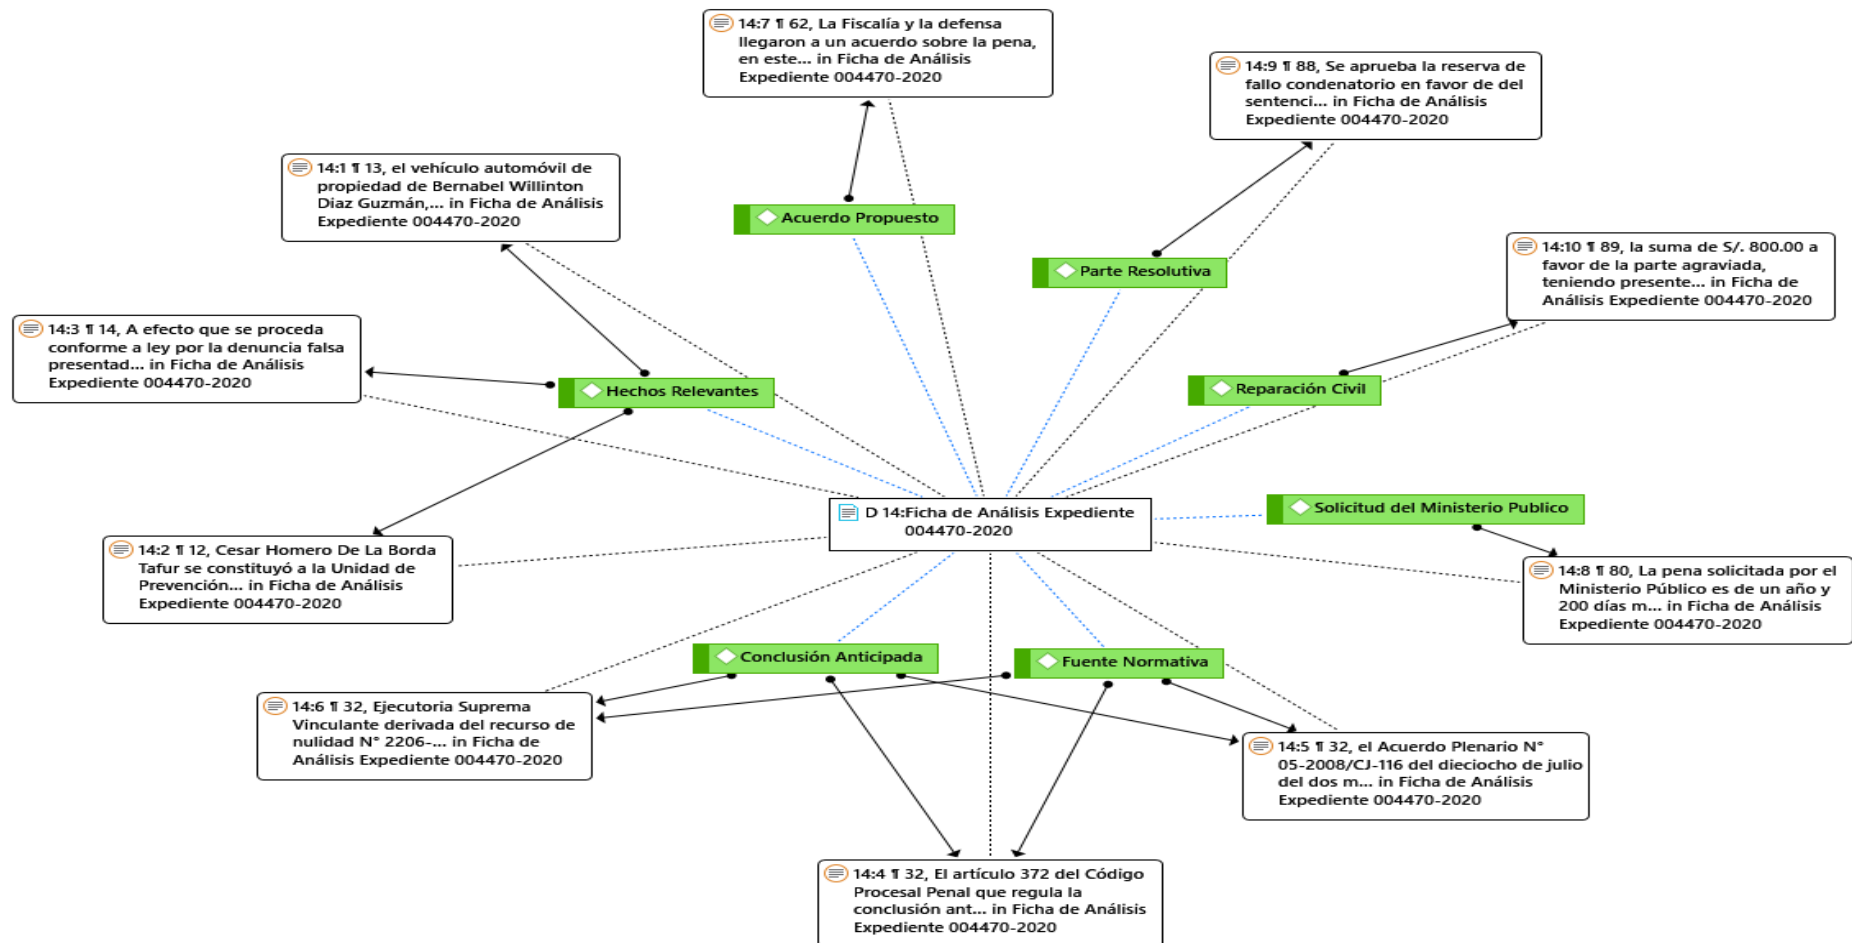 14:7 ¶ 62, La Fiscalía y la defensa
llegaron a un acuerdo sobre la pena,
en este... in Ficha de Análisis
Expediente 004470-2020
14:9 ¶ 88, Se aprueba la reserva de
fallo condenatorio en favor de del
sentenci... in Ficha de Análisis
Expediente 004470-2020
14:1 ¶ 13, el vehículo automóvil de
propiedad de Bernabel Willinton
Diaz Guzmán,... in Ficha de Análisis
Expediente 004470-2020
Acuerdo Propuesto
Parte Resolutiva
14:10 ¶ 89, la suma de S/. 800.00 a
favor de la parte agraviada,
teniendo presente... in Ficha de
Análisis Expediente 004470-2020
14:3 ¶ 14, A efecto que se proceda
conforme a ley por la denuncia falsa
presentad... in Ficha de Análisis
Expediente 004470-2020
Hechos Relevantes
Reparación Civil
D 14:Ficha de Análisis Expediente
004470-2020
Solicitud del Ministerio Publico
14:2 ¶ 12, Cesar Homero De La Borda
Tafur se constituyó a la Unidad de
Prevención... in Ficha de Análisis
Expediente 004470-2020
14:8 ¶ 80, La pena solicitada por el
Ministerio Público es de un año y
200 días m... in Ficha de Análisis
Expediente 004470-2020
Conclusión Anticipada
Fuente Normativa
14:6 ¶ 32, Ejecutoria Suprema
Vinculante derivada del recurso de
nulidad N° 2206-... in Ficha de
Análisis Expediente 004470-2020
14:5 ¶ 32, el Acuerdo Plenario N°
05-2008/CJ-116 del dieciocho de julio
del dos m... in Ficha de Análisis
Expediente 004470-2020
14:4 ¶ 32, El artículo 372 del Código
Procesal Penal que regula la
conclusión ant... in Ficha de Análisis
Expediente 004470-2020